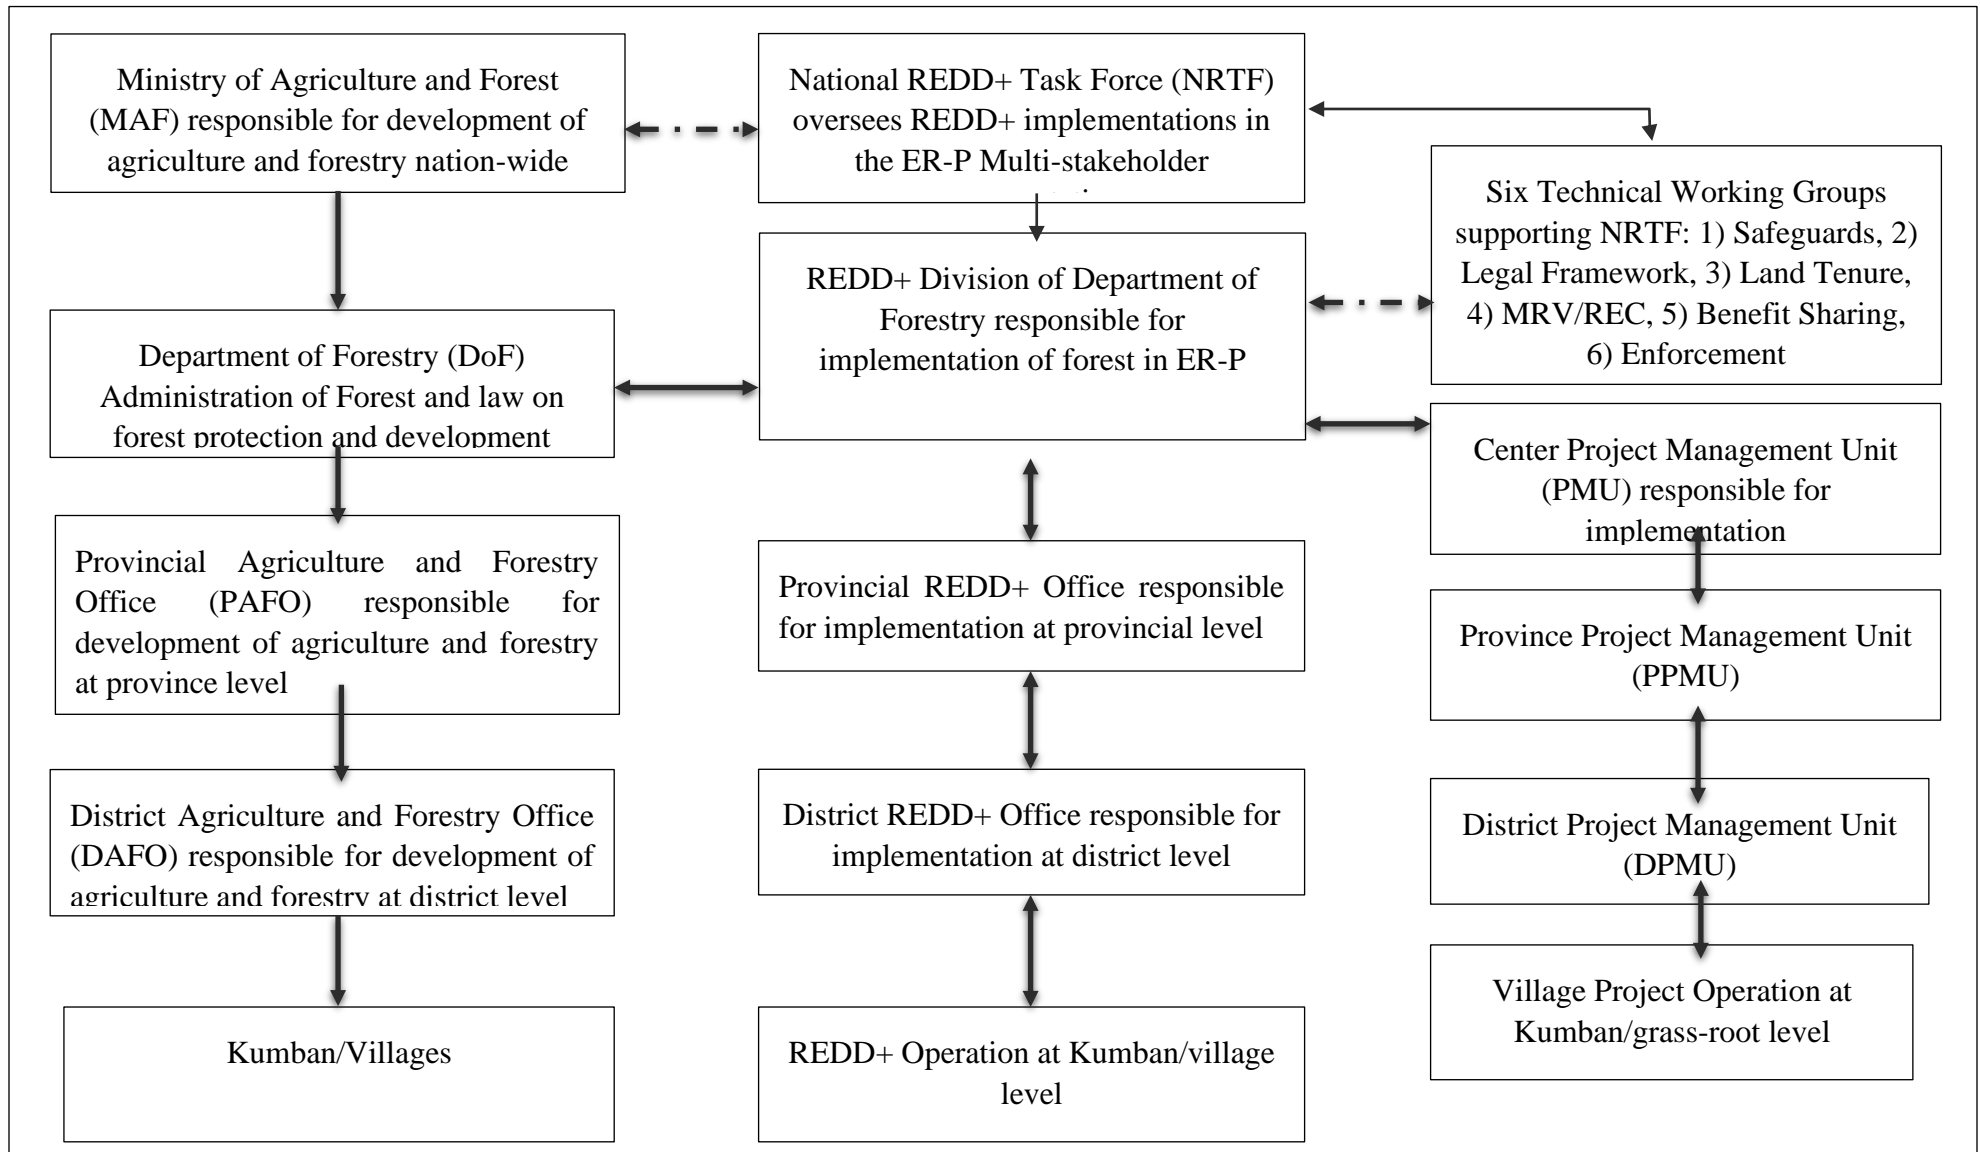 Ministry of Agriculture and Forest
(MAF) responsible for development of
agriculture and forestry nation-wide
National REDD+ Task Force (NRTF)
oversees REDD+ implementations in
the ER-P Multi-stakeholder
Six Technical Working Groups
supporting NRTF: 1) Safeguards, 2)
Legal Framework, 3) Land Tenure,
4) MRV/REC, 5) Benefit Sharing,
6) Enforcement
REDD+ Division of Department of
Forestry responsible for
implementation of forest in ER-P
Department of Forestry (DoF)
Administration of Forest and law on
forest protection and development
Center Project Management Unit
(PMU) responsible for
implementation
Provincial Agriculture and Forestry
Office (PAFO) responsible for
development of agriculture and forestry
at province level
Provincial REDD+ Office responsible
for implementation at provincial level
Province Project Management Unit
(PPMU)
District Agriculture and Forestry Office
(DAFO) responsible for development of
agriculture and forestry at district level
District REDD+ Office responsible for
implementation at district level
District Project Management Unit
(DPMU)
Kumban/Villages
REDD+ Operation at Kumban/village
level
Village Project Operation at
Kumban/grass-root level